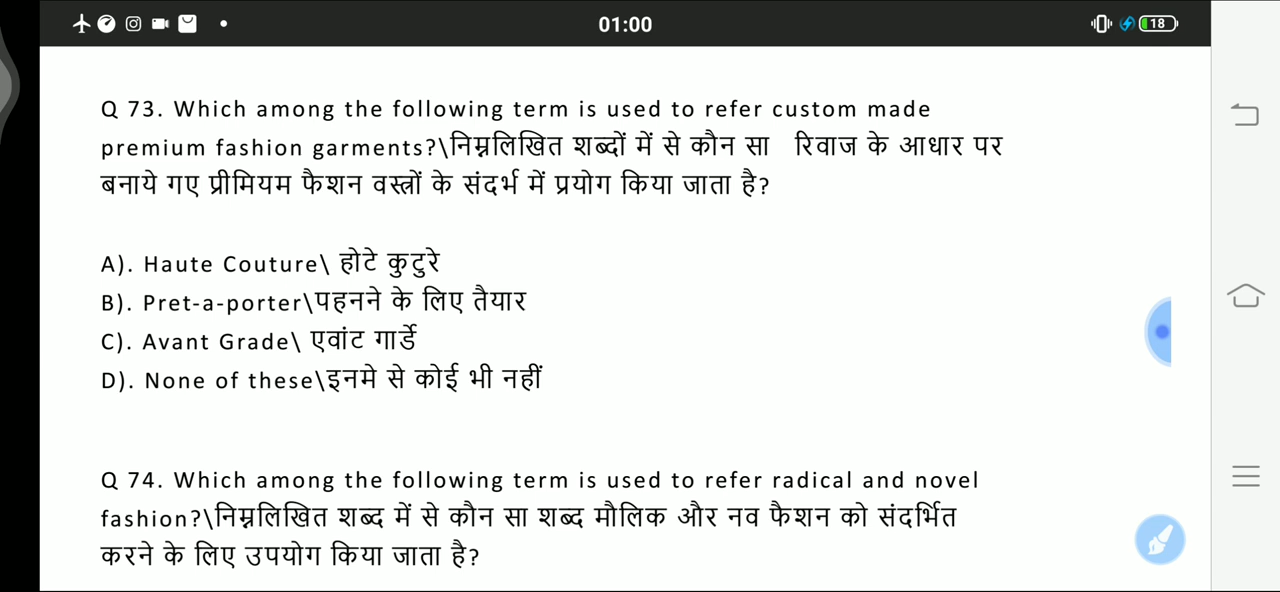 01:00
18
Q 73. Which among the following term is used to refer custom made
premium fashion garments?\निम्नलिखित शब्दों में से कौन सा रिवाज के आधार पर
बनाये गए प्रीमियम फैशन वस्त्रों के संदर्भ में प्रयोग किया जाता है?
A). Haute Couture\ होटे कुटुरे
B). Pret-a-porter\पहनने के लिए तैयार
C). Avant Grade\ एवांट गार्डे
D). None of these\इनमे से कोई भी नहीं
Q 74. Which among the following term is used to refer radical and novel
fashion?\निम्नलिखित शब्द में से कौन सा शब्द मौलिक और नव फैशन को संदर्भित
करने के लिए उपयोग किया जाता है?